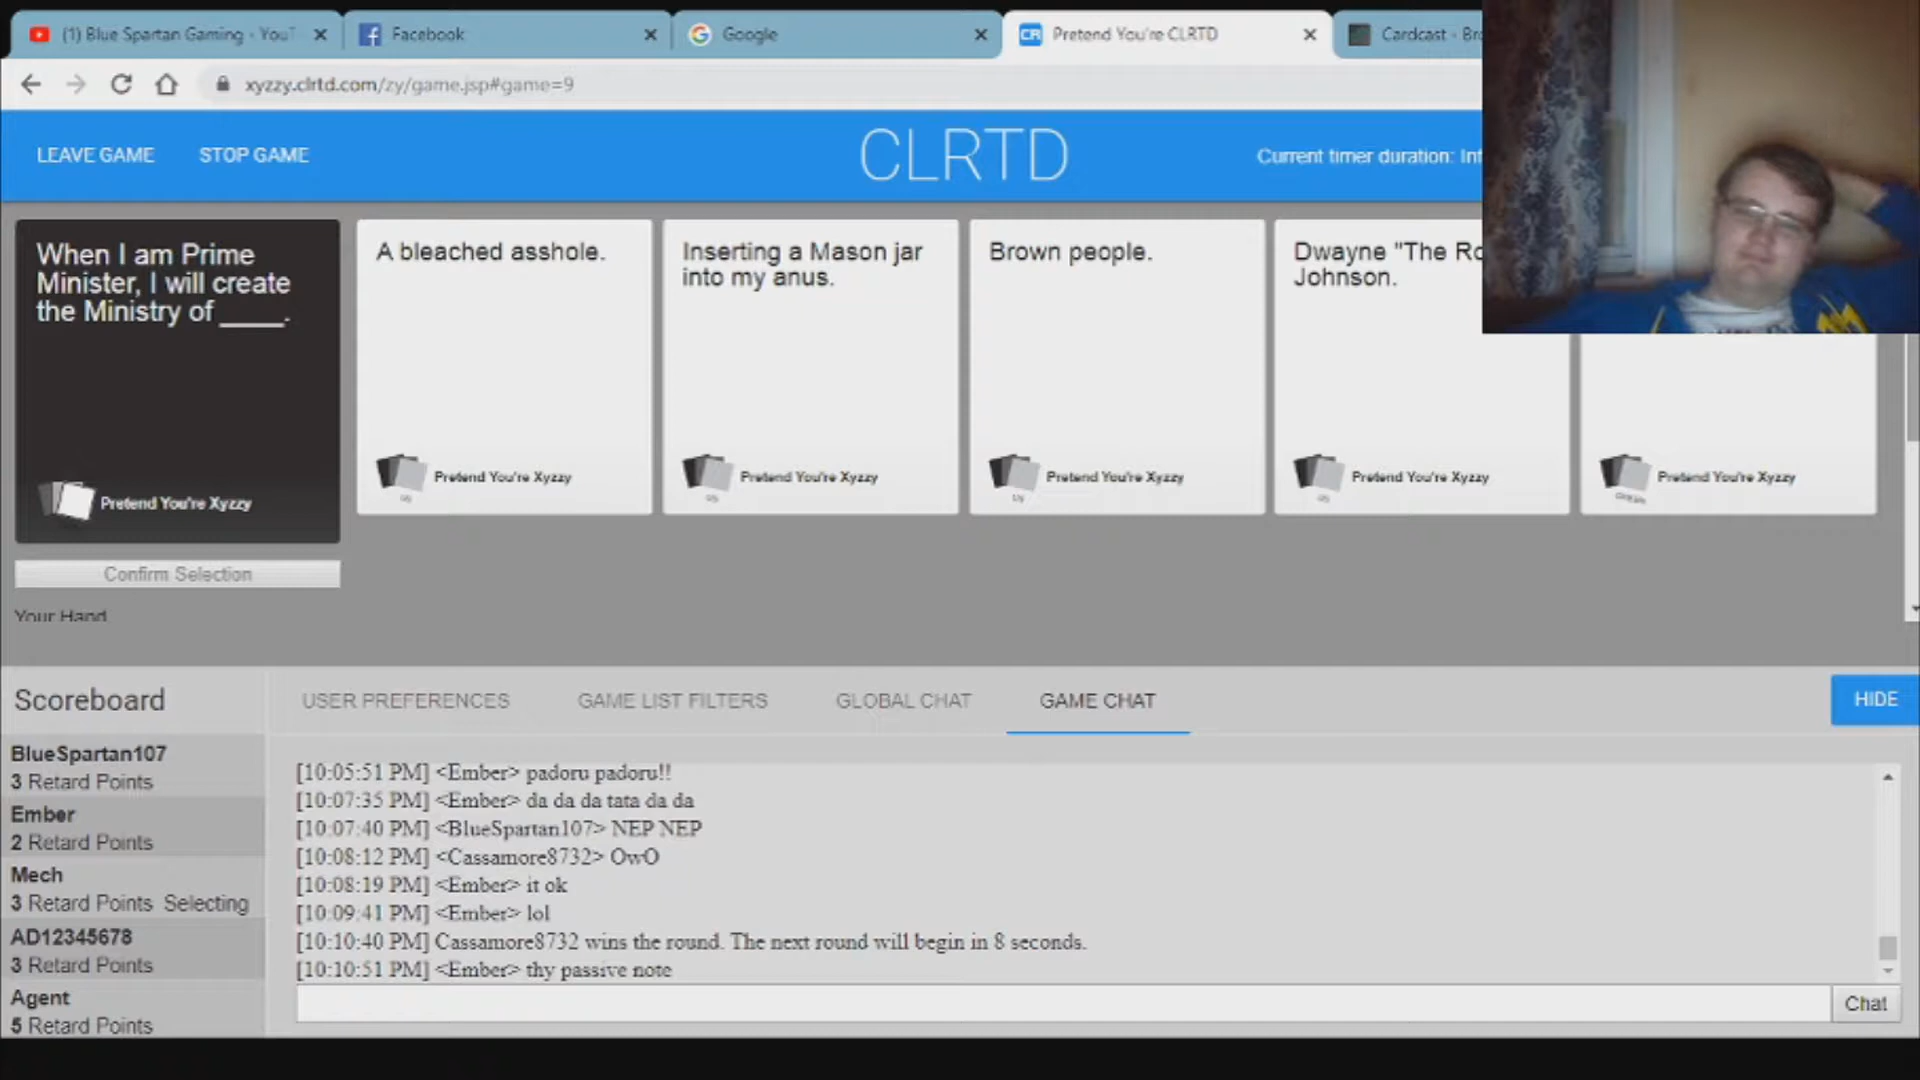 (1) Blue Spartan Gaming - YouT
Facebook
Google
CR Pretend You're CLRTD
Cardcast - Bro
xyzzy.clrtd.com/zy/game.jsp#game=9
LEAVE GAME
STOP GAME
CLRTD
Current timer duration: Inf
When I am Prime
Minister, I will create
the Ministry of ____.
Pretend You're Xyzzy
A bleached asshole.
Pretend You're Xyzzy
US
Inserting a Mason jar
into my anus.
Pretend You're Xyzzy
US
Brown people.
Pretend You're Xyzzy
Dwayne "The Ro
Johnson.
Pretend You're Xyzzy
US
Pretend You're Xyzzy
Confirm Selection
Your Hand
Scoreboard
USER PREFERENCES
GAME LIST FILTERS
GLOBAL CHAT
GAME CHAT
HIDE
BlueSpartan107
3 Retard Points
Ember
2 Retard Points
Mech
3 Retard Points Selecting
AD12345678
3 Retard Points
Agent
5 Retard Points
[10:05:51 PM] <Ember> padoru padoru!!
[10:07:35 PM] <Ember> da da da tata da da
[10:07:40 PM] <BlueSpartan107> NEP NEP
[10:08:12 PM] <Cassamore8732> OwO
[10:08:19 PM] <Ember> it ok
[10:09:41 PM] <Ember> lol
[10:10:40 PM] Cassamore8732 wins the round. The next round will begin in 8 seconds.
[10:10:51 PM] <Ember> thy passive note
Chat